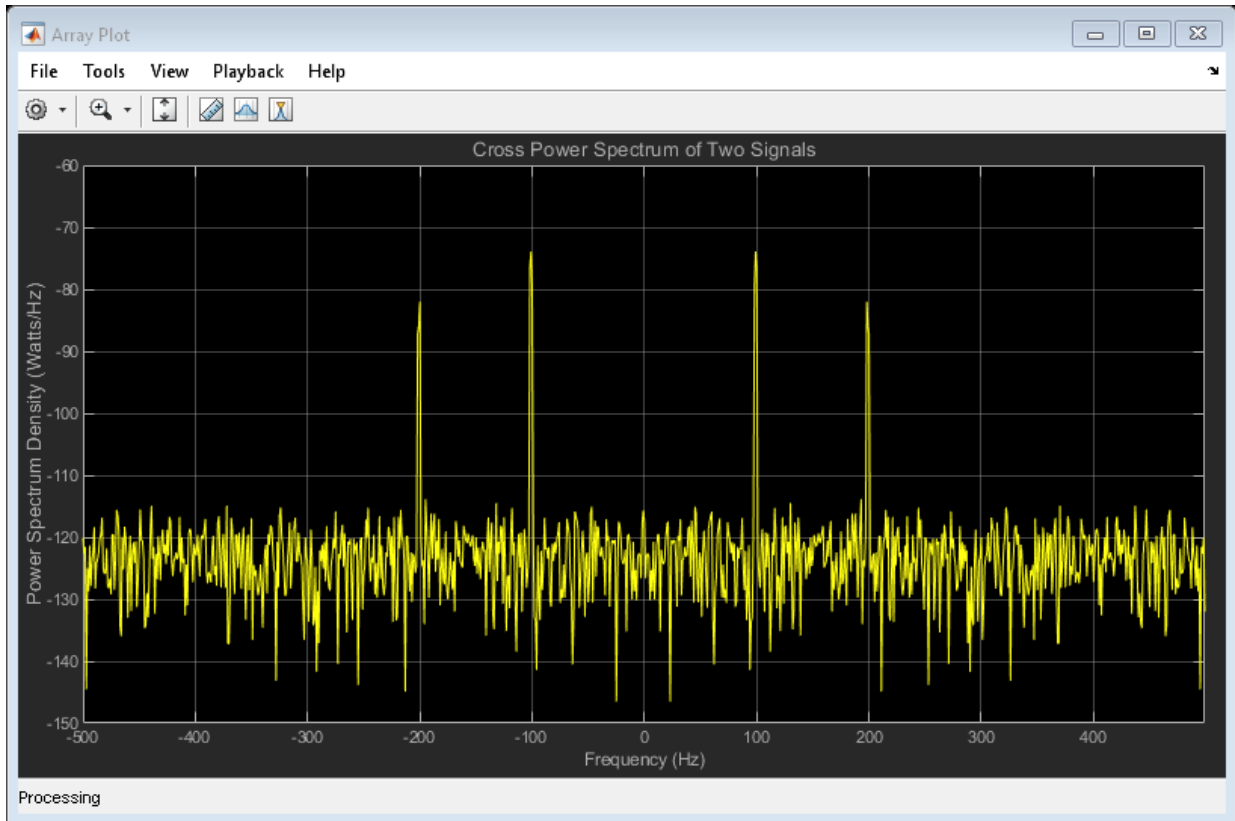 Array Plot
File Tools View Playback Help
Cross Power Spectrum of Two Signals
Power Spectrum Density (Watts/Hz)
-60
-70
-80
-90
-100
-110
-120
-130
-140
-150
-500 -400 -300 -200 -100 0 100 200 300 400
Frequency (Hz)
Processing